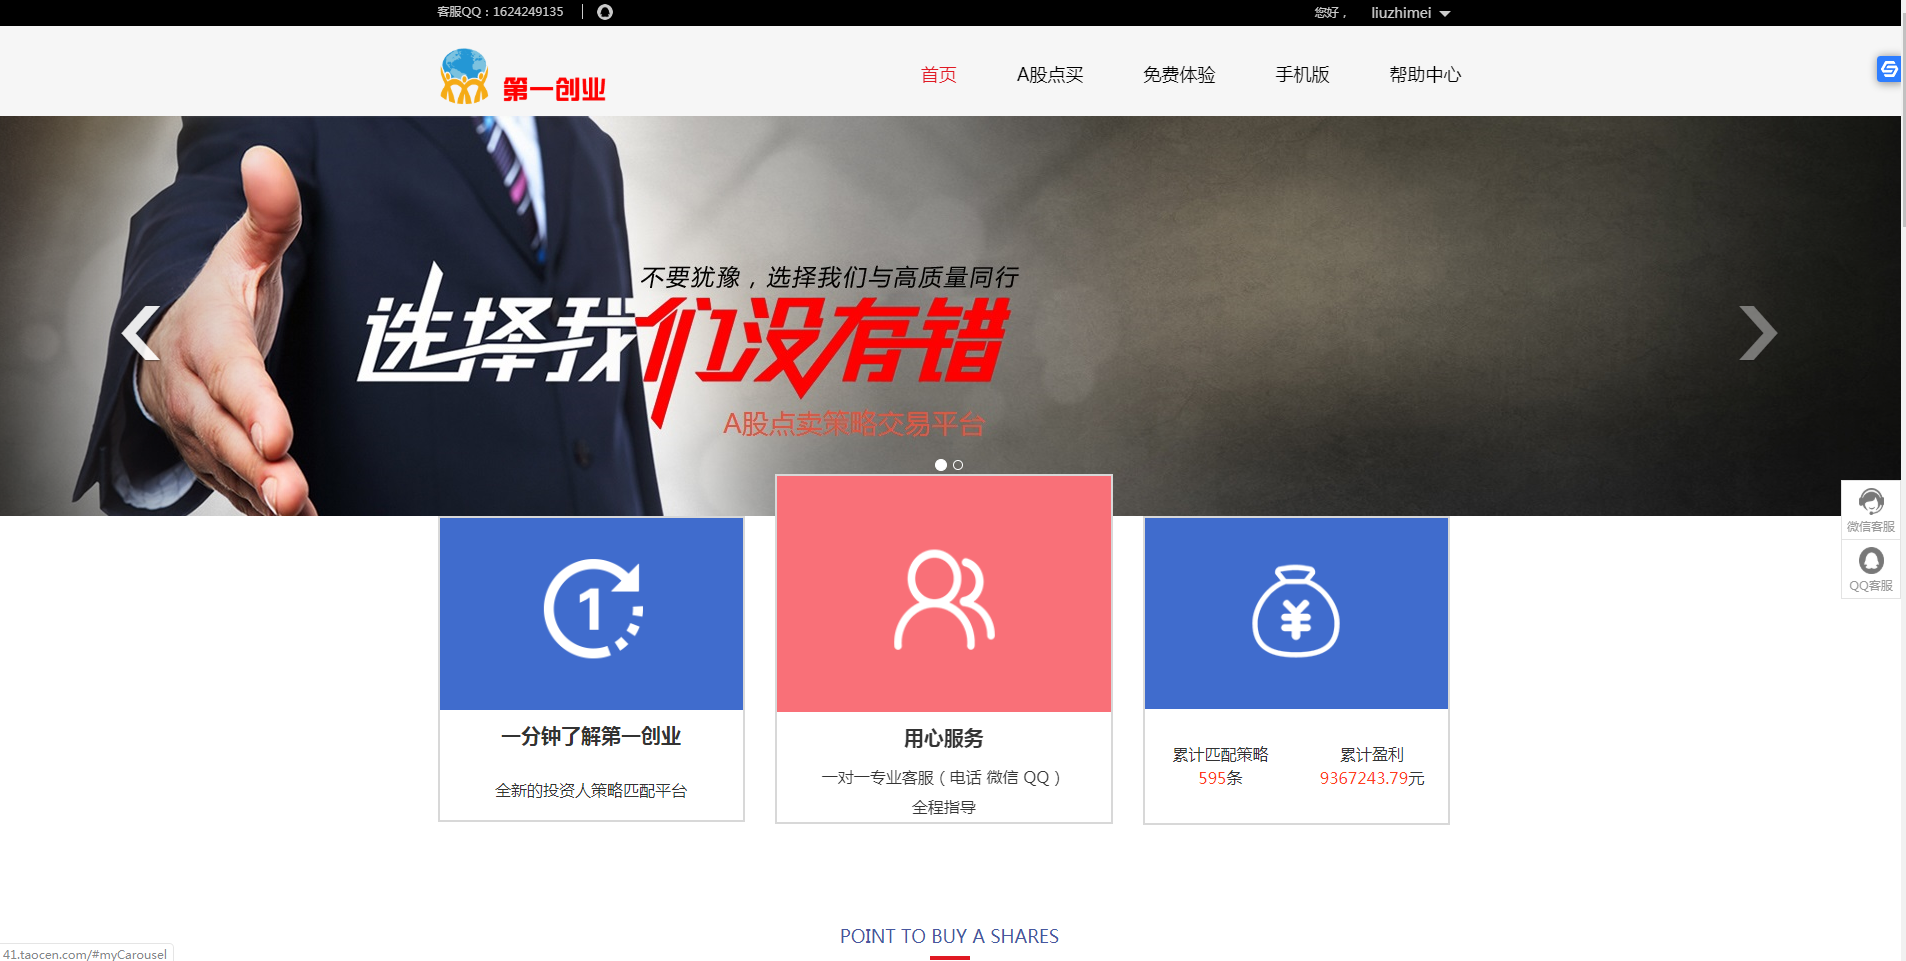 客服QQ：1624249135
您好， liuzhimei
第一创业
首页 A股点买 免费体验 手机版 帮助中心
不要犹豫，选择我们与高质量同行
选择我们没有错
A股点卖策略交易平台
微信客服
QQ客服
1
¥
一分钟了解第一创业
全新的投资人策略匹配平台
用心服务
一对一专业客服（电话 微信 QQ）
全程指导
累计匹配策略 累计盈利
595条 9367243.79元
POINT TO BUY A SHARES
41.taocen.com/#myCarousel